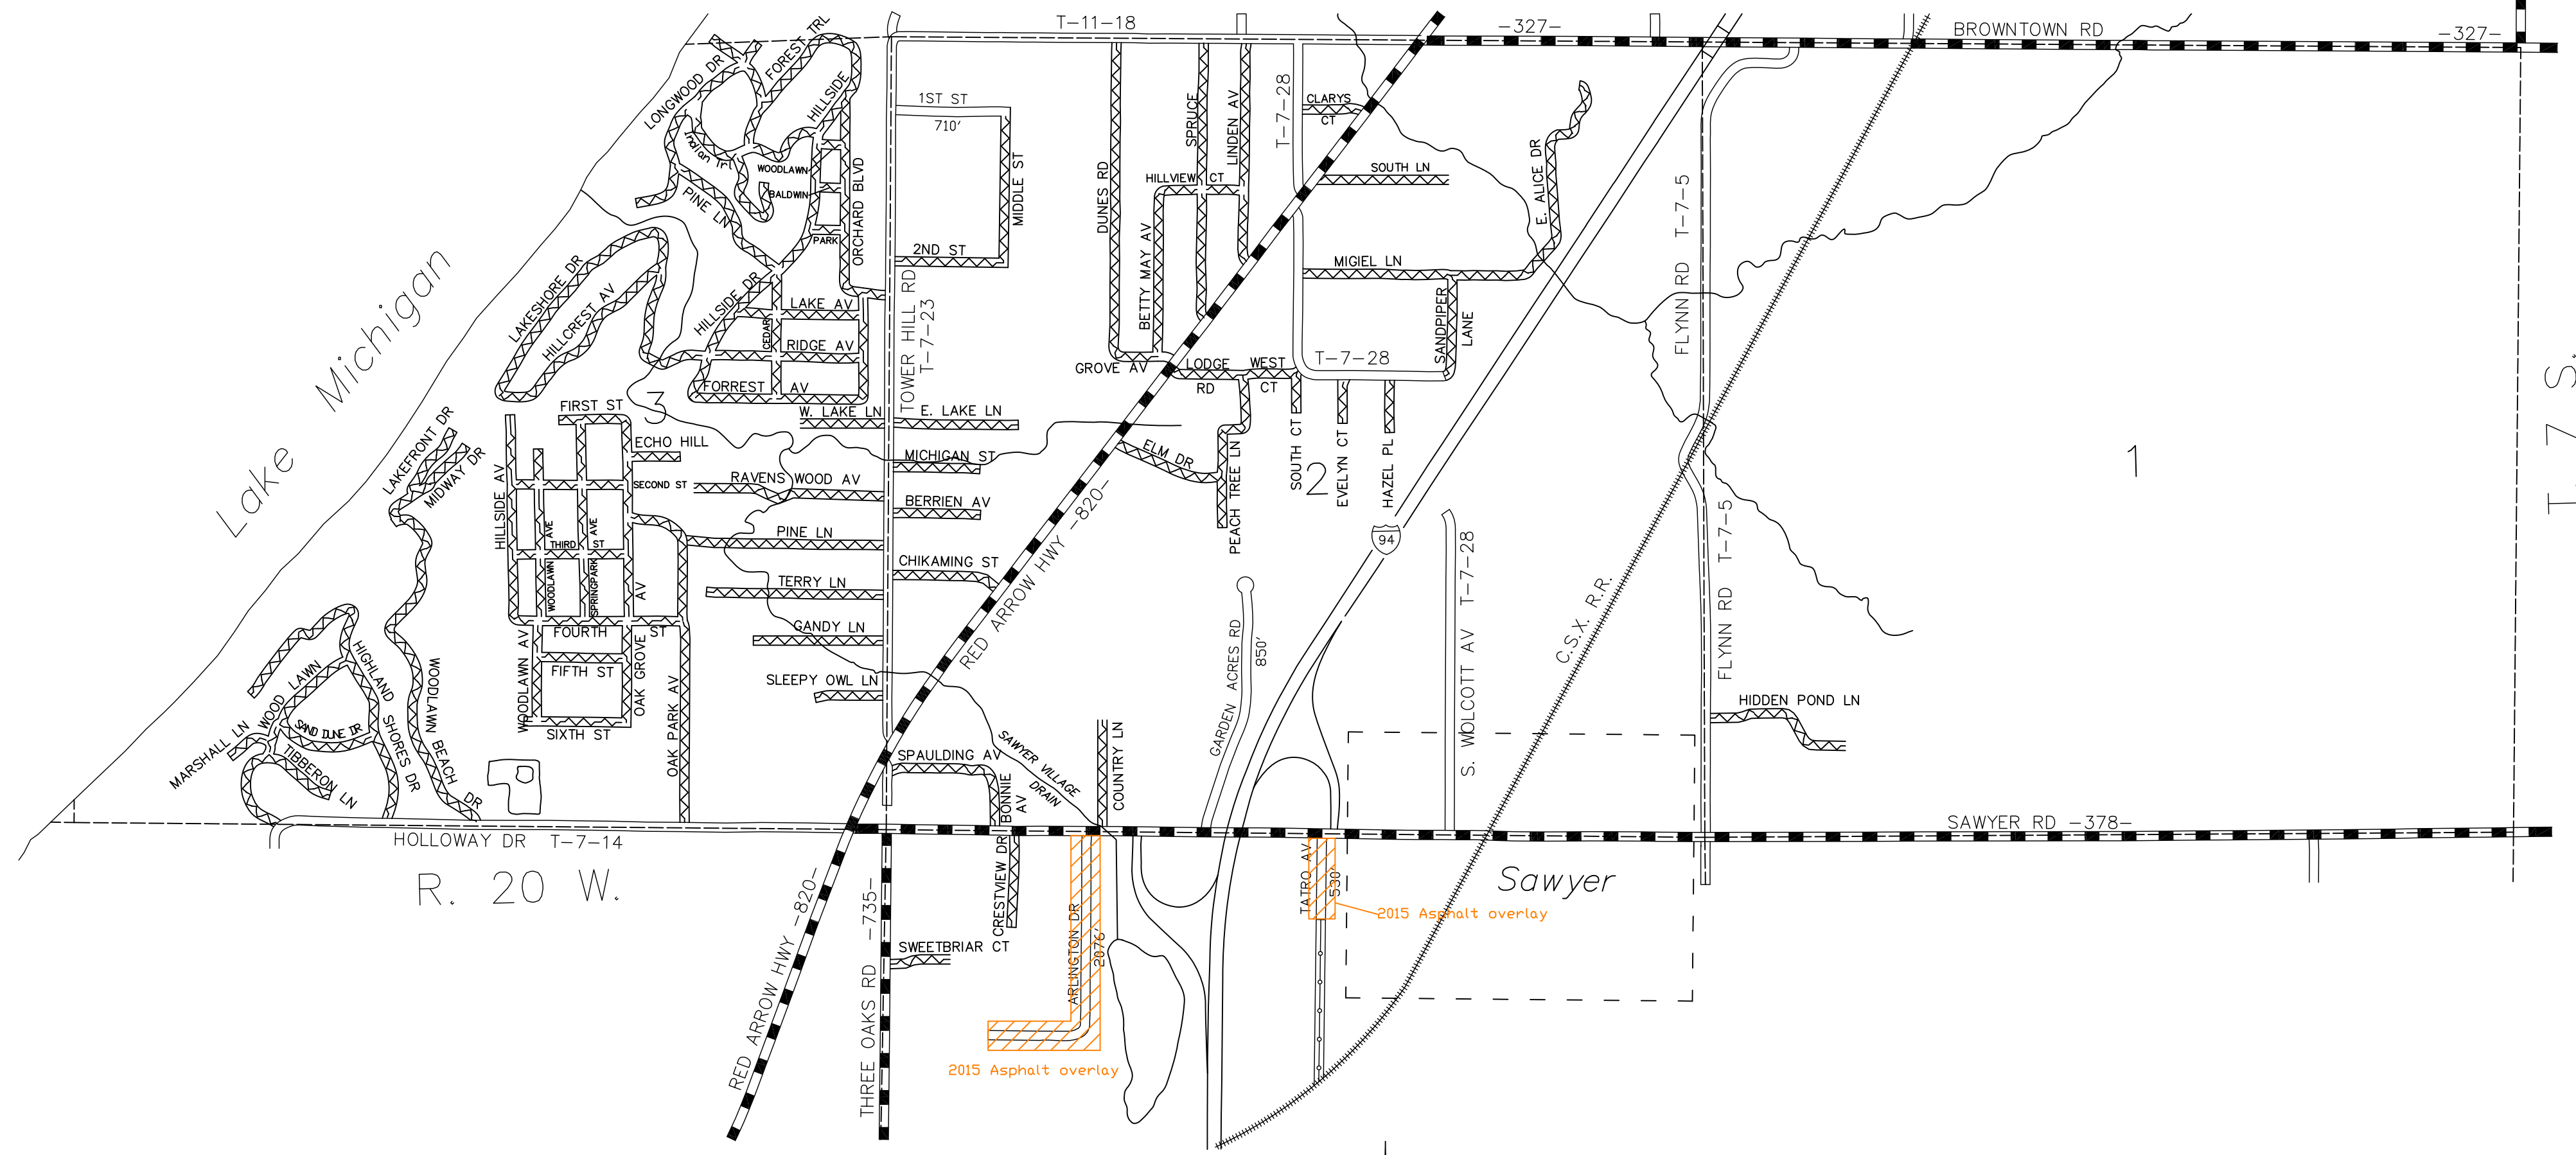 T-11-18
-327-
BROWNTOWN RD
-327-
FOREST TRL
LONGWOOD DR
HILLSIDE
Indian Trl
WOODLAWN
BALDWIN
PINE LN
PARK
ORCHARD BLVD
1ST ST
710'
MIDDLE ST
2ND ST
TOWER HILL RD
T-7-23
DUNES RD
SPRUCE
LINDEN AV
HILLVIEW CT
BETTY MAY AV
T-7-28
CLARYS
CT
SOUTH LN
E. ALICE DR
MIGIEL LN
SANDPIPER
LANE
T-7-28
FLYNN RD T-7-5
T. 7 S.
Lake Michigan
LAKESHORE DR
HILLCREST AV
HILLSIDE DR
LAKE AV
CEDAR
RIDGE AV
FORREST AV
3
W. LAKE LN
E. LAKE LN
GROVE AV
LODGE
RD
WEST
CT
SOUTH CT
2
EVELYN CT
HAZEL PL
1
FIRST ST
ECHO HILL
LAKEFRONT DR
MIDWAY DR
HILLSIDE AV
SECOND ST
RAVENS WOOD AV
MICHIGAN ST
BERRIEN AV
ELM DR
PEACH TREE LN
RED ARROW HWY -820-
94
S. WOLCOTT AV T-7-28
C.S.X. R.R.
FLYNN RD T-7-5
WOODLAWN AVE
THIRD ST
SPRINGPARK AVE
PINE LN
CHIKAMING ST
TERRY LN
GANDY LN
FOURTH ST
FIFTH ST
WOODLAWN AV
OAK GROVE AV
SIXTH ST
OAK PARK AV
SLEEPY OWL LN
GARDEN ACRES RD
850'
HIDDEN POND LN
WOOD LAWN
HIGHLAND SHORES DR
WOODLAWN BEACH DR
MARSHALL LN
SAND DUNE DR
TIBBERON LN
SPAULDING AV
BONNIE
AV
SAWYER VILLAGE
DRAIN
COUNTRY LN
HOLLOWAY DR T-7-14
SAWYER RD -378-
R. 20 W.
Sawyer
RED ARROW HWY -820-
THREE OAKS RD -735-
CRESTVIEW DR
SWEETBRIAR CT
ARLINGTON DR
2076'
TATRO AV
530'
2015 Asphalt overlay
2015 Asphalt overlay